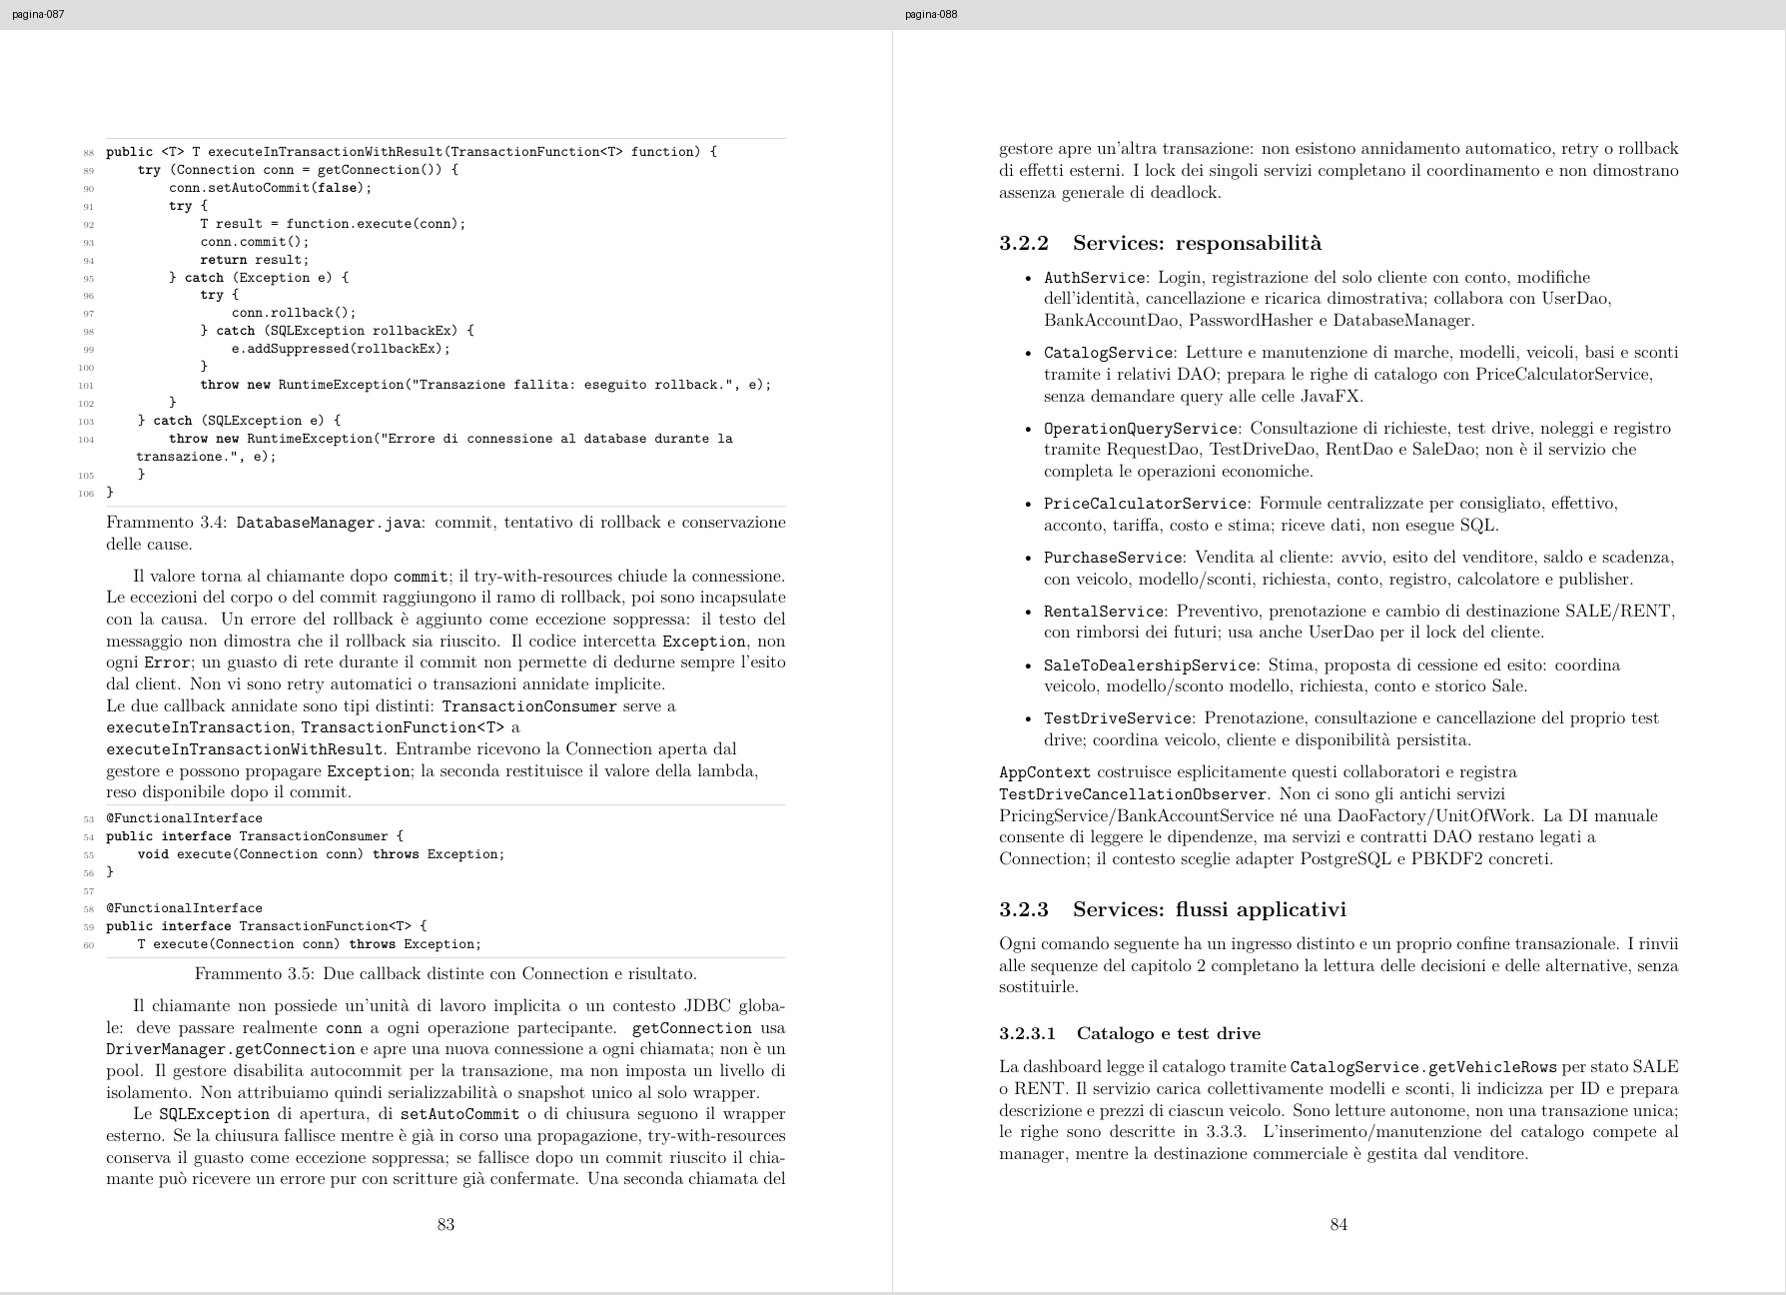 pagina-087
88 public <T> T executeInTransactionWithResult(TransactionFunction<T> function) {
89 try (Connection conn = getConnection()) {
90 conn.setAutoCommit(false);
91 try {
92 T result = function.execute(conn);
93 conn.commit();
94 return result;
95 } catch (Exception e) {
96 try {
97 conn.rollback();
98 } catch (SQLException rollbackEx) {
99 e.addSuppressed(rollbackEx);
100 }
101 throw new RuntimeException("Transazione fallita: eseguito rollback.", e);
102 }
103 } catch (SQLException e) {
104 throw new RuntimeException("Errore di connessione al database durante la
transazione.", e);
105 }
106 }
Frammento 3.4: DatabaseManager.java: commit, tentativo di rollback e conservazione
delle cause.
Il valore torna al chiamante dopo commit; il try-with-resources chiude la connessione.
Le eccezioni del corpo o del commit raggiungono il ramo di rollback, poi sono incapsulate
con la causa. Un errore del rollback è aggiunto come eccezione soppressa: il testo del
messaggio non dimostra che il rollback sia riuscito. Il codice intercetta Exception, non
ogni Error; un guasto di rete durante il commit non permette di dedurne sempre l'esito
dal client. Non vi sono retry automatici o transazioni annidate implicite.
Le due callback annidate sono tipi distinti: TransactionConsumer serve a
executeInTransaction, TransactionFunction<T> a
executeInTransactionWithResult. Entrambe ricevono la Connection aperta dal
gestore e possono propagare Exception; la seconda restituisce il valore della lambda,
reso disponibile dopo il commit.
53 @FunctionalInterface
54 public interface TransactionConsumer {
55 void execute(Connection conn) throws Exception;
56 }
57
58 @FunctionalInterface
59 public interface TransactionFunction<T> {
60 T execute(Connection conn) throws Exception;
Frammento 3.5: Due callback distinte con Connection e risultato.
Il chiamante non possiede un'unità di lavoro implicita o un contesto JDBC globa-
le: deve passare realmente conn a ogni operazione partecipante. getConnection usa
DriverManager.getConnection e apre una nuova connessione a ogni chiamata; non è un
pool. Il gestore disabilita autocommit per la transazione, ma non imposta un livello di
isolamento. Non attribuiamo quindi serializzabilità o snapshot unico al solo wrapper.
Le SQLException di apertura, di setAutoCommit o di chiusura seguono il wrapper
esterno. Se la chiusura fallisce mentre è già in corso una propagazione, try-with-resources
conserva il guasto come eccezione soppressa; se fallisce dopo un commit riuscito il chia-
mante può ricevere un errore pur con scritture già confermate. Una seconda chiamata del
83
pagina-088
gestore apre un'altra transazione: non esistono annidamento automatico, retry o rollback
di effetti esterni. I lock dei singoli servizi completano il coordinamento e non dimostrano
assenza generale di deadlock.
3.2.2 Services: responsabilità
• AuthService: Login, registrazione del solo cliente con conto, modifiche
dell'identità, cancellazione e ricarica dimostrativa; collabora con UserDao,
BankAccountDao, PasswordHasher e DatabaseManager.
• CatalogService: Letture e manutenzione di marche, modelli, veicoli, basi e sconti
tramite i relativi DAO; prepara le righe di catalogo con PriceCalculatorService,
senza demandare query alle celle JavaFX.
• OperationQueryService: Consultazione di richieste, test drive, noleggi e registro
tramite RequestDao, TestDriveDao, RentDao e SaleDao; non è il servizio che
completa le operazioni economiche.
• PriceCalculatorService: Formule centralizzate per consigliato, effettivo,
acconto, tariffa, costo e stima; riceve dati, non esegue SQL.
• PurchaseService: Vendita al cliente: avvio, esito del venditore, saldo e scadenza,
con veicolo, modello/sconti, richiesta, conto, registro, calcolatore e publisher.
• RentalService: Preventivo, prenotazione e cambio di destinazione SALE/RENT,
con rimborsi dei futuri; usa anche UserDao per il lock del cliente.
• SaleToDealershipService: Stima, proposta di cessione ed esito: coordina
veicolo, modello/sconto modello, richiesta, conto e storico Sale.
• TestDriveService: Prenotazione, consultazione e cancellazione del proprio test
drive; coordina veicolo, cliente e disponibilità persistita.
AppContext costruisce esplicitamente questi collaboratori e registra
TestDriveCancellationObserver. Non ci sono gli antichi servizi
PricingService/BankAccountService né una DaoFactory/UnitOfWork. La DI manuale
consente di leggere le dipendenze, ma servizi e contratti DAO restano legati a
Connection; il contesto sceglie adapter PostgreSQL e PBKDF2 concreti.
3.2.3 Services: flussi applicativi
Ogni comando seguente ha un ingresso distinto e un proprio confine transazionale. I rinvii
alle sequenze del capitolo 2 completano la lettura delle decisioni e delle alternative, senza
sostituirle.
3.2.3.1 Catalogo e test drive
La dashboard legge il catalogo tramite CatalogService.getVehicleRows per stato SALE
o RENT. Il servizio carica collettivamente modelli e sconti, li indicizza per ID e prepara
descrizione e prezzi di ciascun veicolo. Sono letture autonome, non una transazione unica;
le righe sono descritte in 3.3.3. L'inserimento/manutenzione del catalogo compete al
manager, mentre la destinazione commerciale è gestita dal venditore.
84